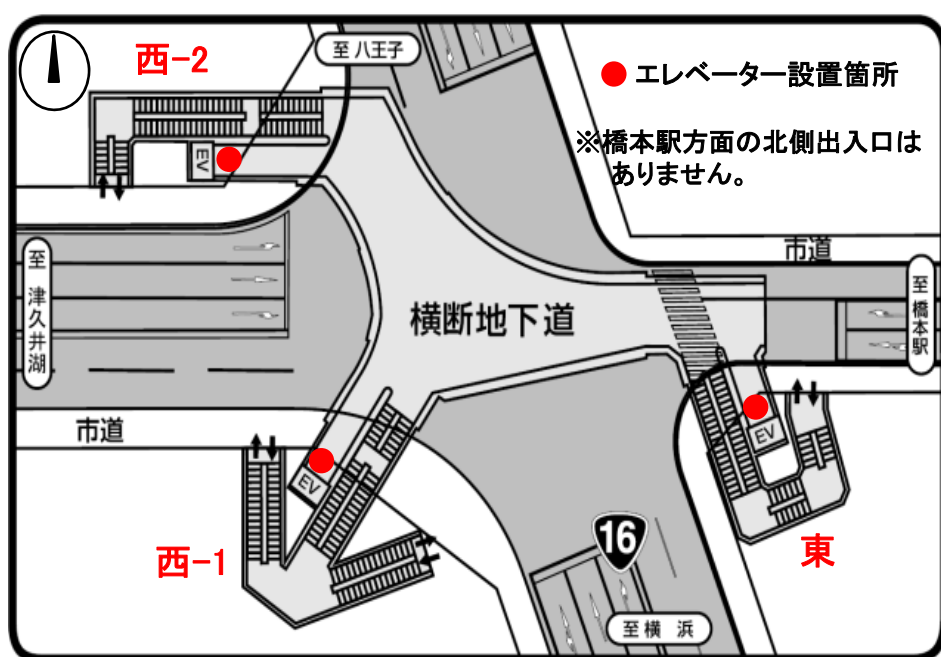 西-2
至 八王子
エレベーター設置箇所
※橋本駅方面の北側出入口は
ありません。
EV
市道
至 津久井湖
至 橋本駅
横断地下道
市道
EV
EV
西-1
16
東
至 横 浜